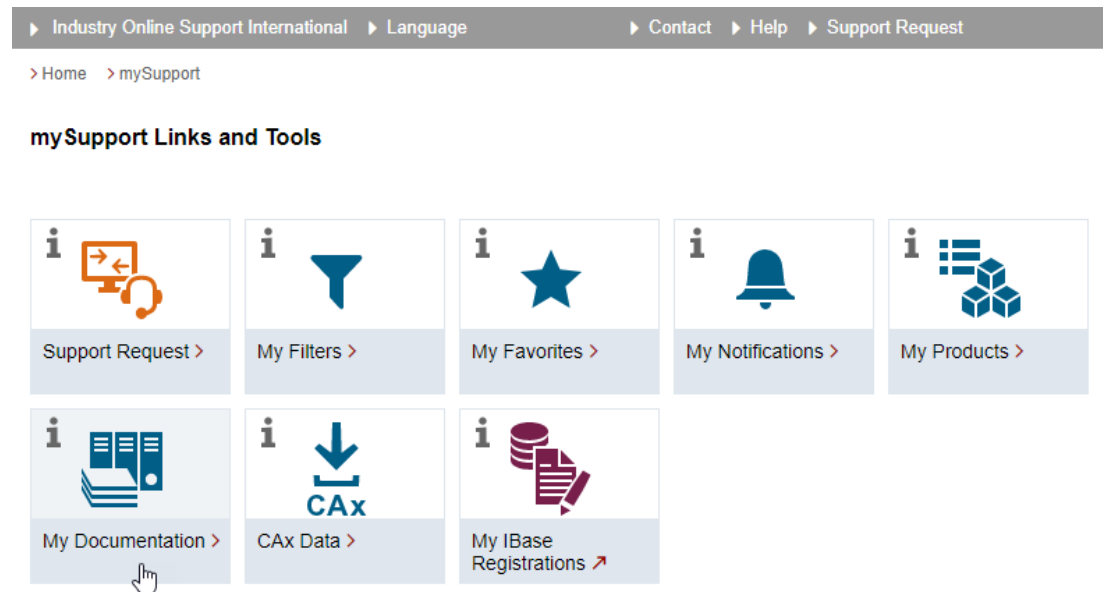 Industry Online Support International Language Contact Help Support Request
> Home > mySupport
mySupport Links and Tools
Support Request >
My Filters >
My Favorites >
My Notifications >
My Products >
My Documentation >
CAx
CAx Data >
My IBase
Registrations